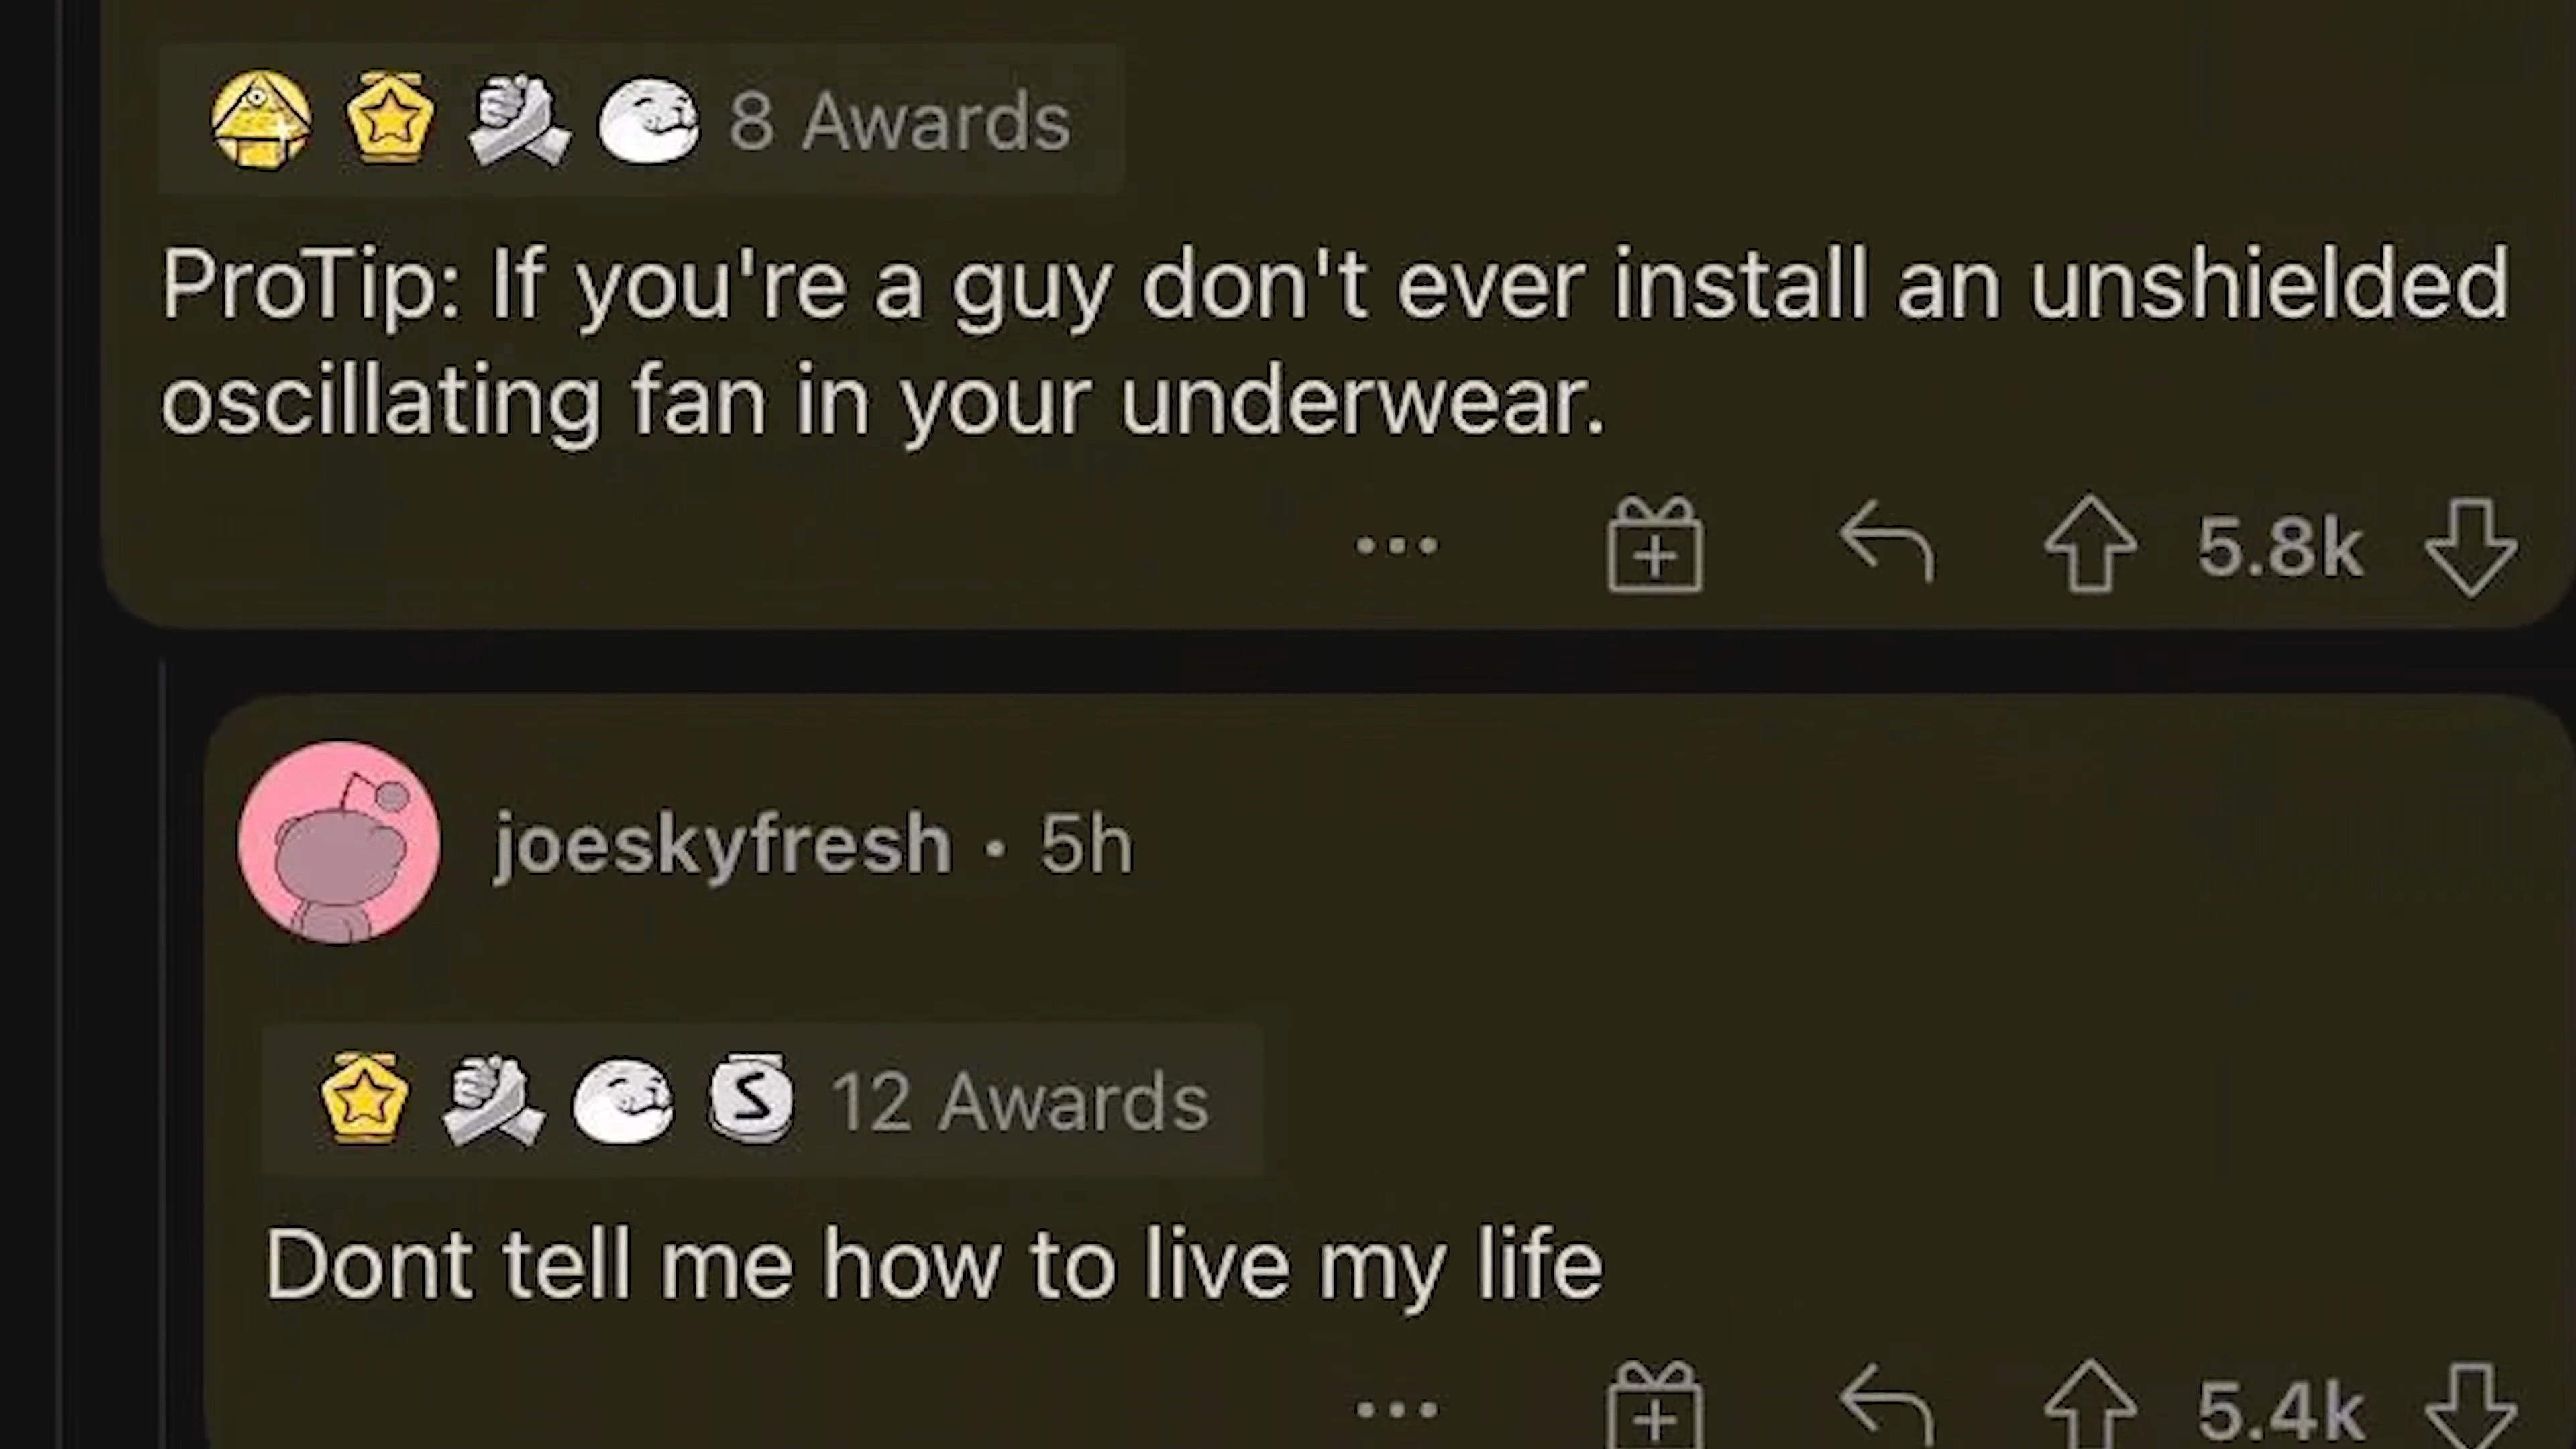 8 Awards
ProTip: If you're a guy don't ever install an unshielded
oscillating fan in your underwear.
5.8k
joeskyfresh • 5h
S 12 Awards
Dont tell me how to live my life
5.4k